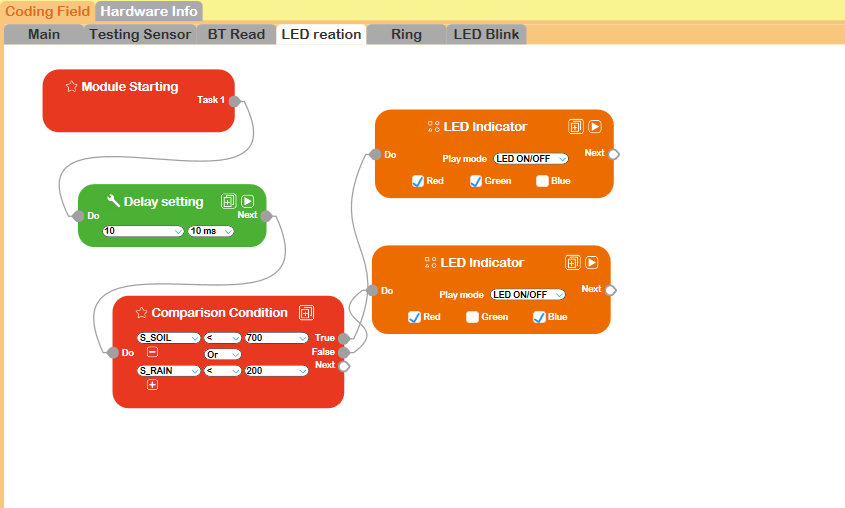 Coding Field Hardware Info
Main Testing Sensor BT Read LED reation Ring LED Blink
Module Starting
Task 1
Delay setting
Do Next
10 10 ms
Comparison Condition
S_SOIL < 700 True
Do Or False
S_RAIN < 200 Next
LED Indicator
Do Play mode LED ON/OFF Next
Red Green Blue
LED Indicator
Do Play mode LED ON/OFF Next
Red Green Blue